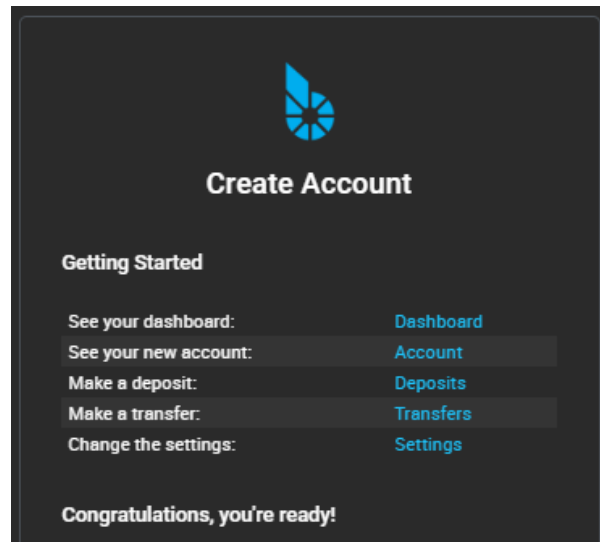 Create Account
Getting Started
See your dashboard: Dashboard
See your new account: Account
Make a deposit: Deposits
Make a transfer: Transfers
Change the settings: Settings
Congratulations, you're ready!